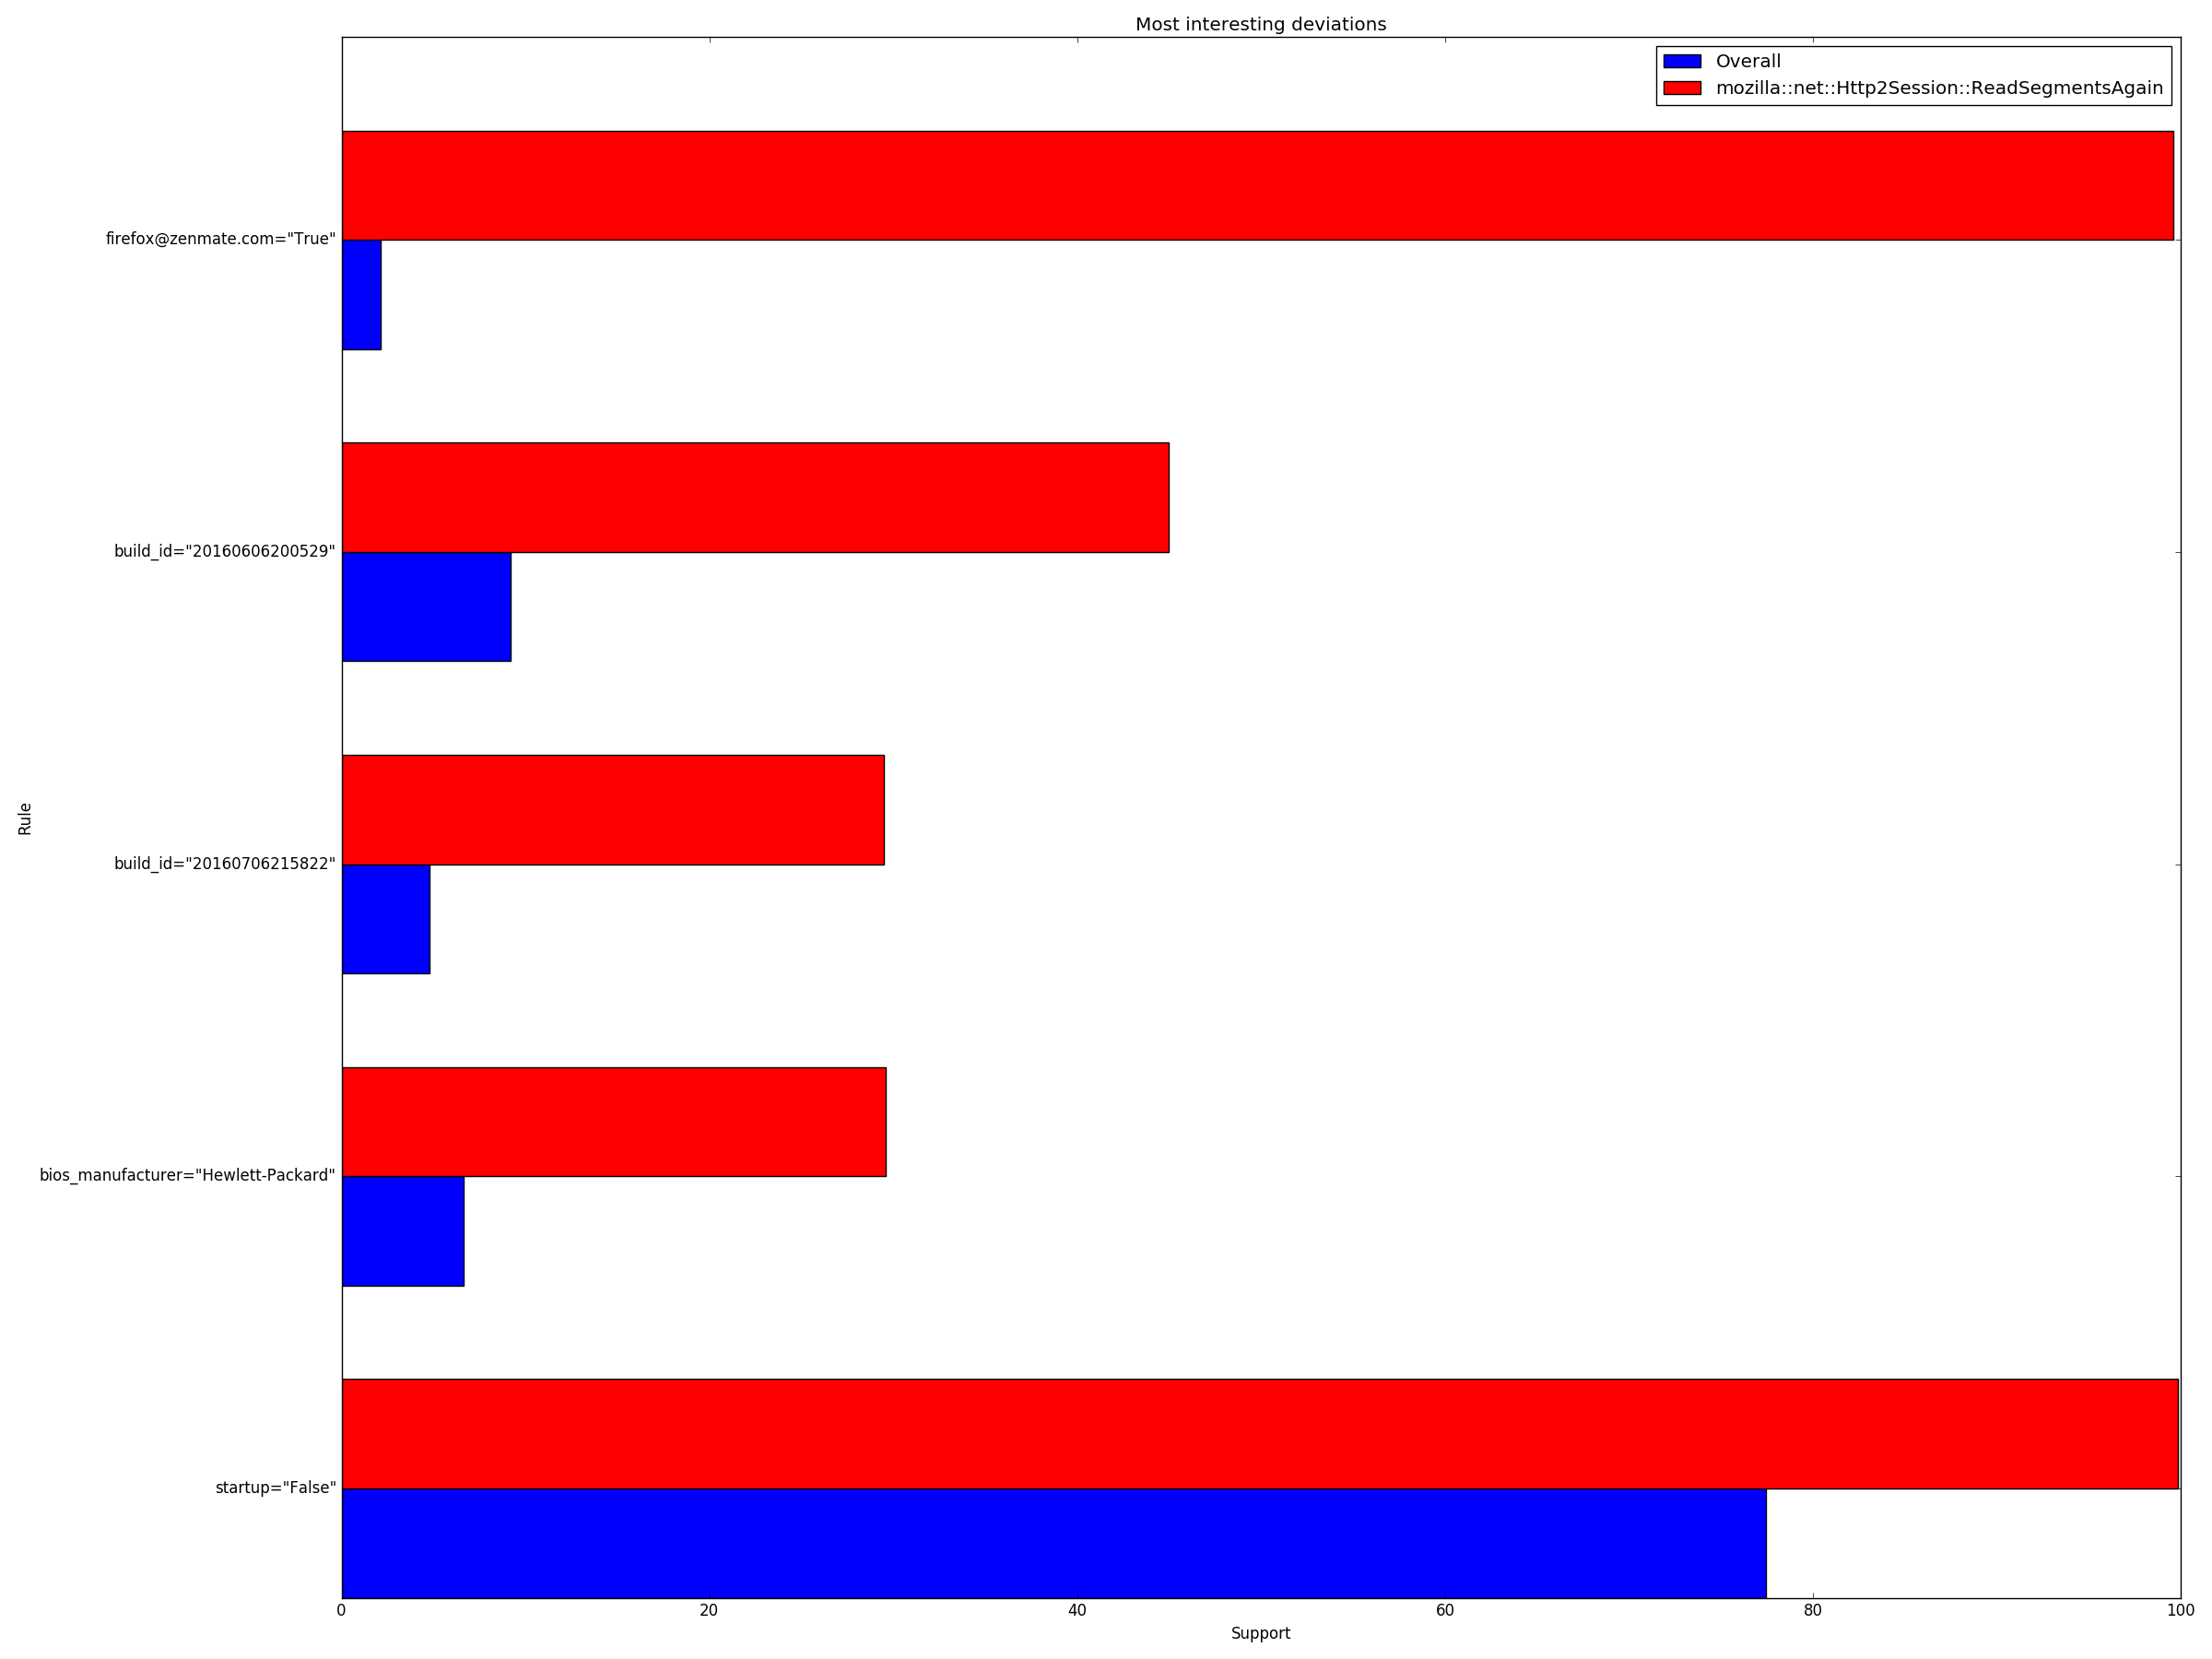 Most interesting deviations
Overall
mozilla::net::Http2Session::ReadSegmentsAgain
firefox@zenmate.com="True"
build_id="20160606200529"
build_id="20160706215822"
bios_manufacturer="Hewlett-Packard"
startup="False"
Rule
0 20 40 60 80 100
Support